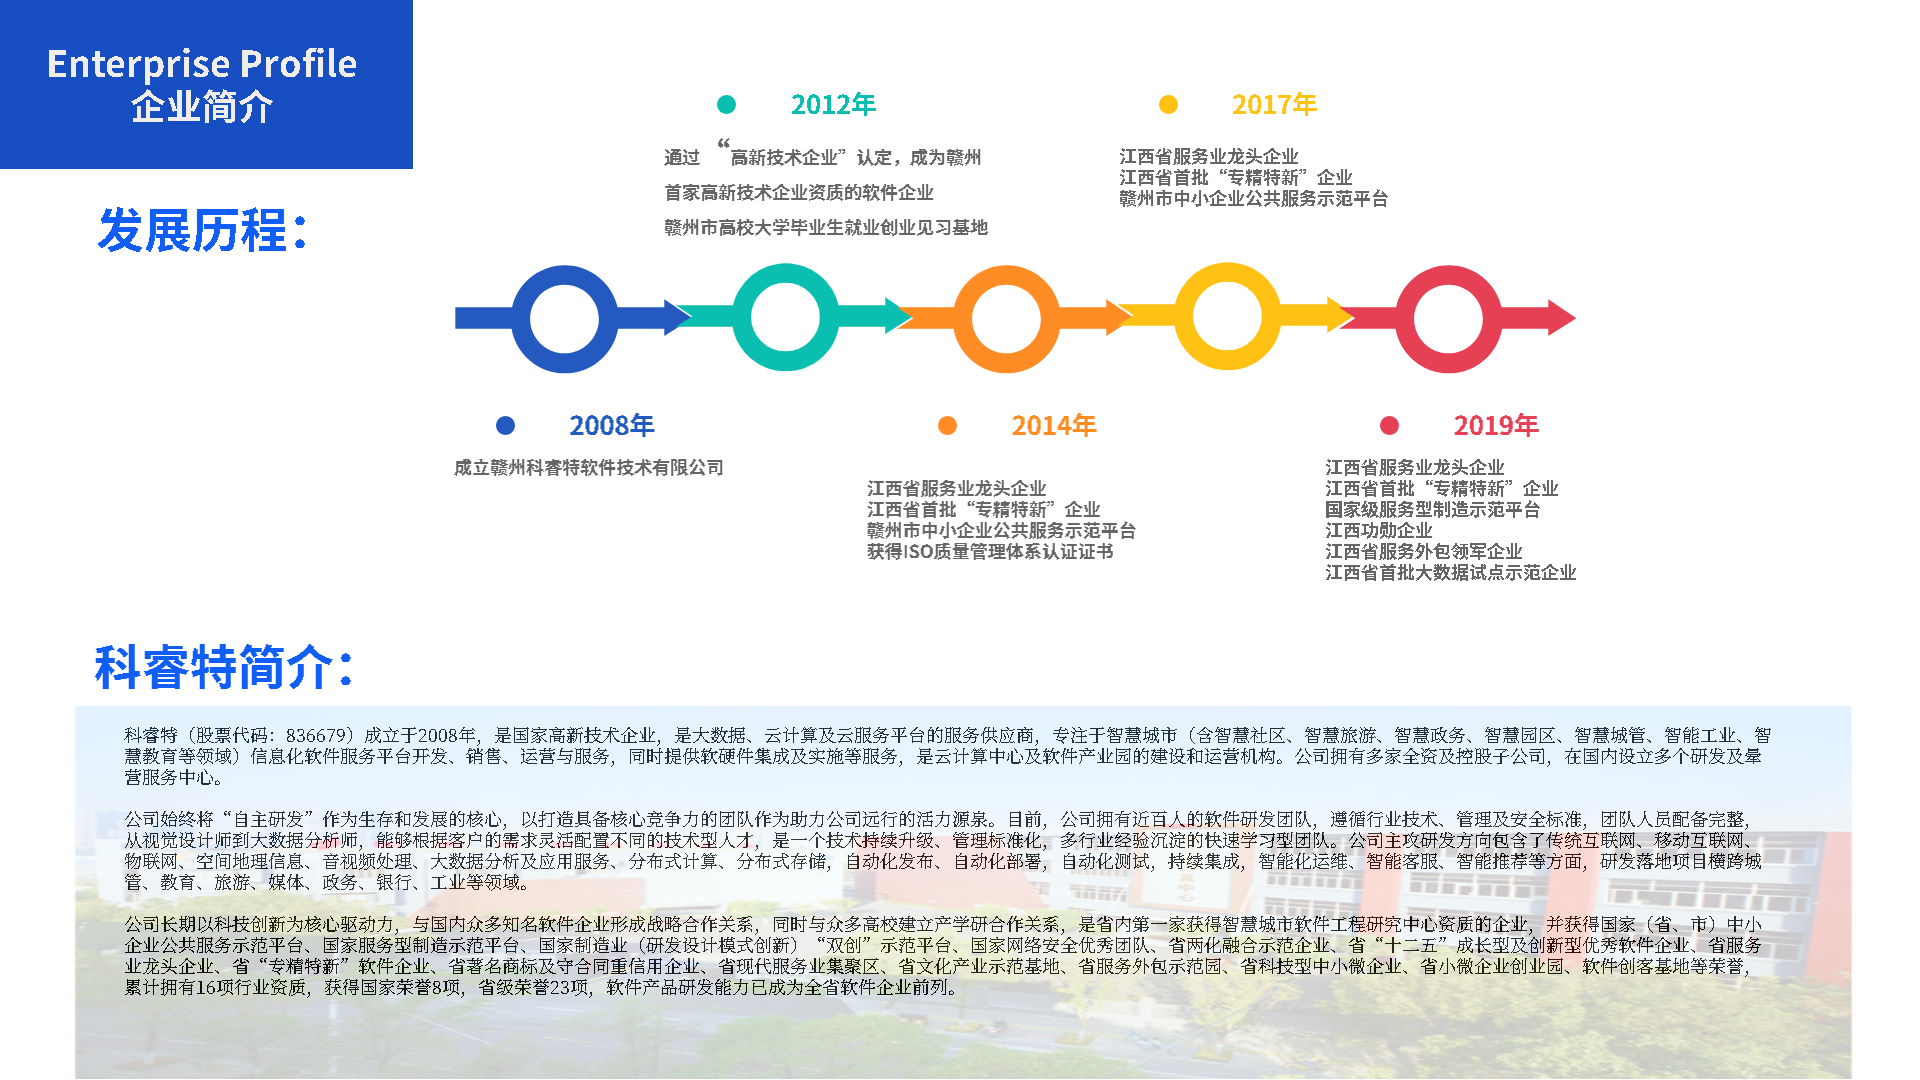 Enterprise Profile
企业简介
发展历程：
2012年
通过 “高新技术企业”认定，成为赣州
首家高新技术企业资质的软件企业
赣州市高校大学毕业生就业创业见习基地
2017年
江西省服务业龙头企业
江西省首批“专精特新”企业
赣州市中小企业公共服务示范平台
2008年
成立赣州科睿特软件技术有限公司
2014年
江西省服务业龙头企业
江西省首批“专精特新”企业
赣州市中小企业公共服务示范平台
获得ISO质量管理体系认证证书
2019年
江西省服务业龙头企业
江西省首批“专精特新”企业
国家级服务型制造示范平台
江西功勋企业
江西省服务外包领军企业
江西省首批大数据试点示范企业
科睿特简介：
科睿特（股票代码：836679）成立于2008年，是国家高新技术企业，是大数据、云计算及云服务平台的服务供应商，专注于智慧城市（含智慧社区、智慧旅游、智慧政务、智慧园区、智慧城管、智能工业、智
慧教育等领域）信息化软件服务平台开发、销售、运营与服务，同时提供软硬件集成及实施等服务，是云计算中心及软件产业园的建设和运营机构。公司拥有多家全资及控股子公司，在国内设立多个研发及晕
营服务中心。
公司始终将“自主研发”作为生存和发展的核心，以打造具备核心竞争力的团队作为助力公司远行的活力源泉。目前，公司拥有近百人的软件研发团队，遵循行业技术、管理及安全标准，团队人员配备完整，
从视觉设计师到大数据分析师，能够根据客户的需求灵活配置不同的技术型人才，是一个技术持续升级、管理标准化，多行业经验沉淀的快速学习型团队。公司主攻研发方向包含了传统互联网、移动互联网、
物联网、空间地理信息、音视频处理、大数据分析及应用服务、分布式计算、分布式存储，自动化发布、自动化部署，自动化测试，持续集成，智能化运维、智能客服、智能推荐等方面，研发落地项目横跨城
管、教育、旅游、媒体、政务、银行、工业等领域。
公司长期以科技创新为核心驱动力，与国内众多知名软件企业形成战略合作关系，同时与众多高校建立产学研合作关系，是省内第一家获得智慧城市软件工程研究中心资质的企业，并获得国家（省、市）中小
企业公共服务示范平台、国家服务型制造示范平台、国家制造业（研发设计模式创新）“双创”示范平台、国家网络安全优秀团队、省两化融合示范企业、省“十二五”成长型及创新型优秀软件企业、省服务
业龙头企业、省“专精特新”软件企业、省著名商标及守合同重信用企业、省现代服务业集聚区、省文化产业示范基地、省服务外包示范园、省科技型中小微企业、省小微企业创业园、软件创客基地等荣誉，
累计拥有16项行业资质，获得国家荣誉8项，省级荣誉23项，软件产品研发能力已成为全省软件企业前列。